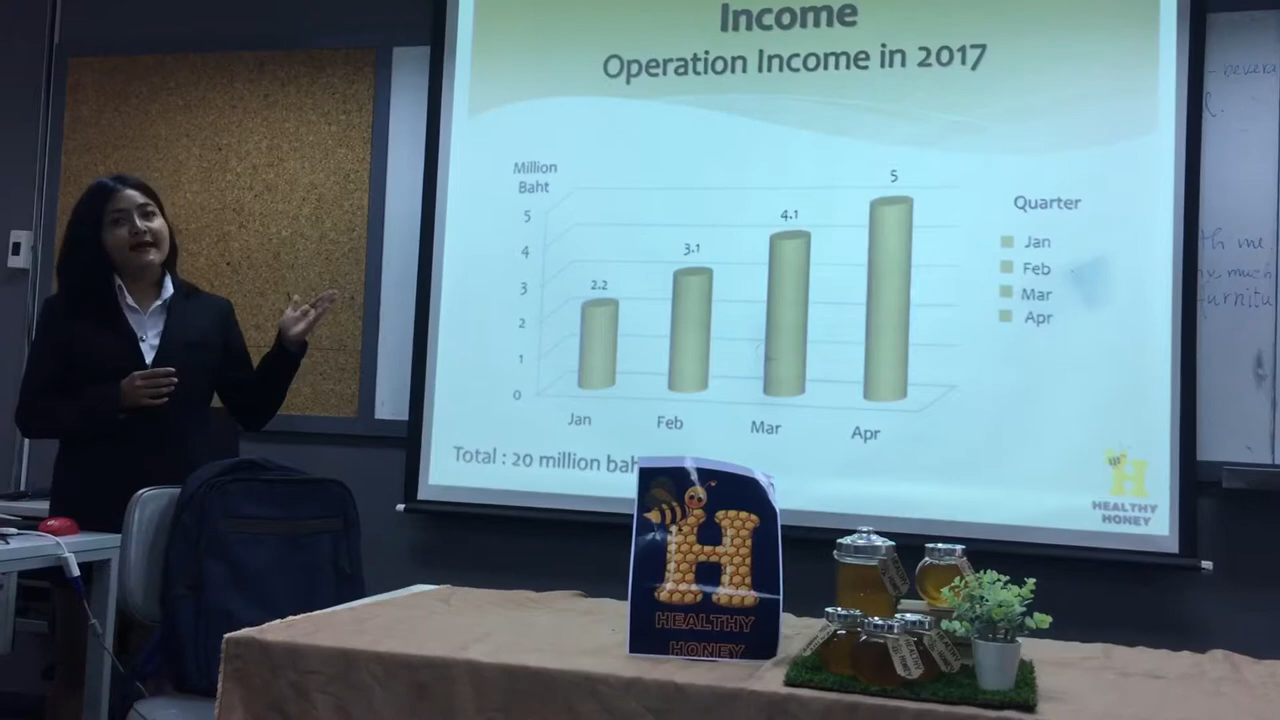 Income
Operation Income in 2017
Million
Baht
5
4
3
2
1
0
2.2
3.1
4.1
5
Jan
Feb
Mar
Apr
Quarter
Jan
Feb
Mar
Apr
Total : 20 million bah
HEALTHY
HONEY
HEALTHY
HONEY
much